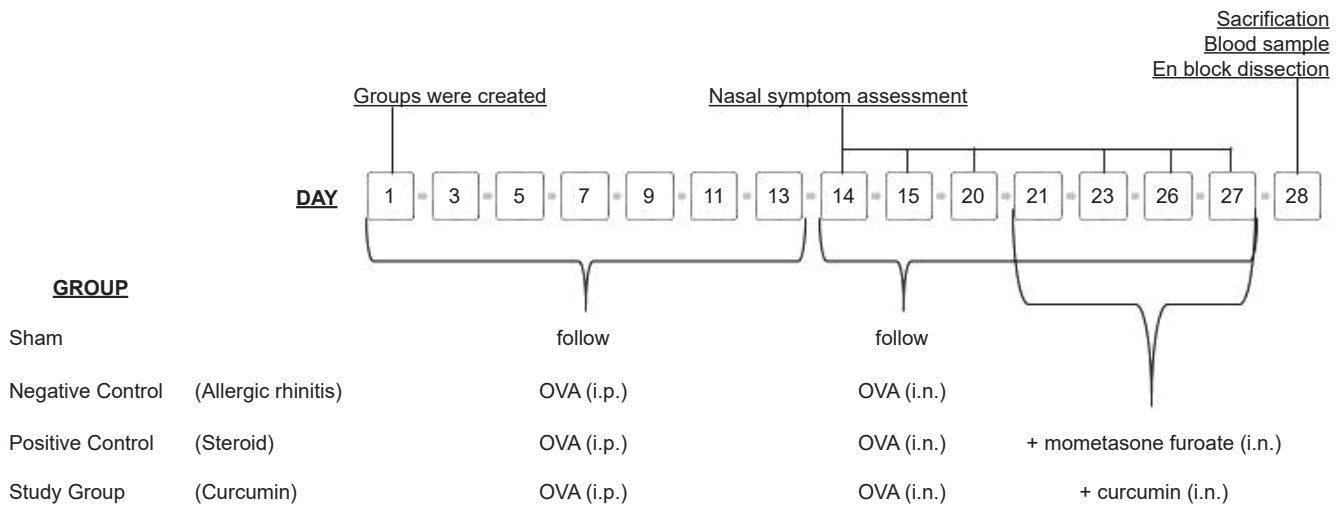 Sacrification
Blood sample
En block dissection
Groups were created
Nasal symptom assessment
DAY 1 3 5 7 9 11 13 14 15 20 21 23 26 27 28
GROUP
Sham follow follow
Negative Control (Allergic rhinitis) OVA (i.p.) OVA (i.n.)
Positive Control (Steroid) OVA (i.p.) OVA (i.n.) + mometasone furoate (i.n.)
Study Group (Curcumin) OVA (i.p.) OVA (i.n.) + curcumin (i.n.)